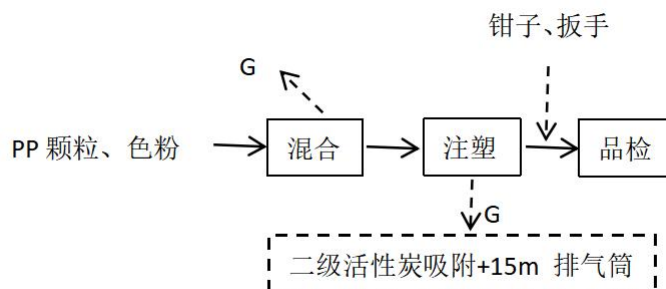 钳子、扳手
G
PP 颗粒、色粉
混合
注塑
品检
G
二级活性炭吸附+15m 排气筒